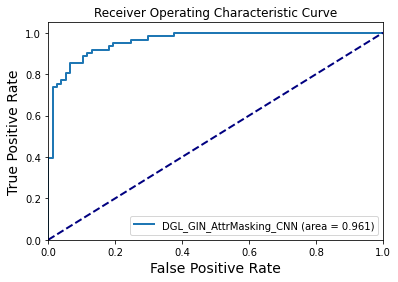 Receiver Operating Characteristic Curve
True Positive Rate
1.0
0.8
0.6
0.4
0.2
0.0
DGL_GIN_AttrMasking_CNN (area = 0.961)
0.0 0.2 0.4 0.6 0.8 1.0
False Positive Rate